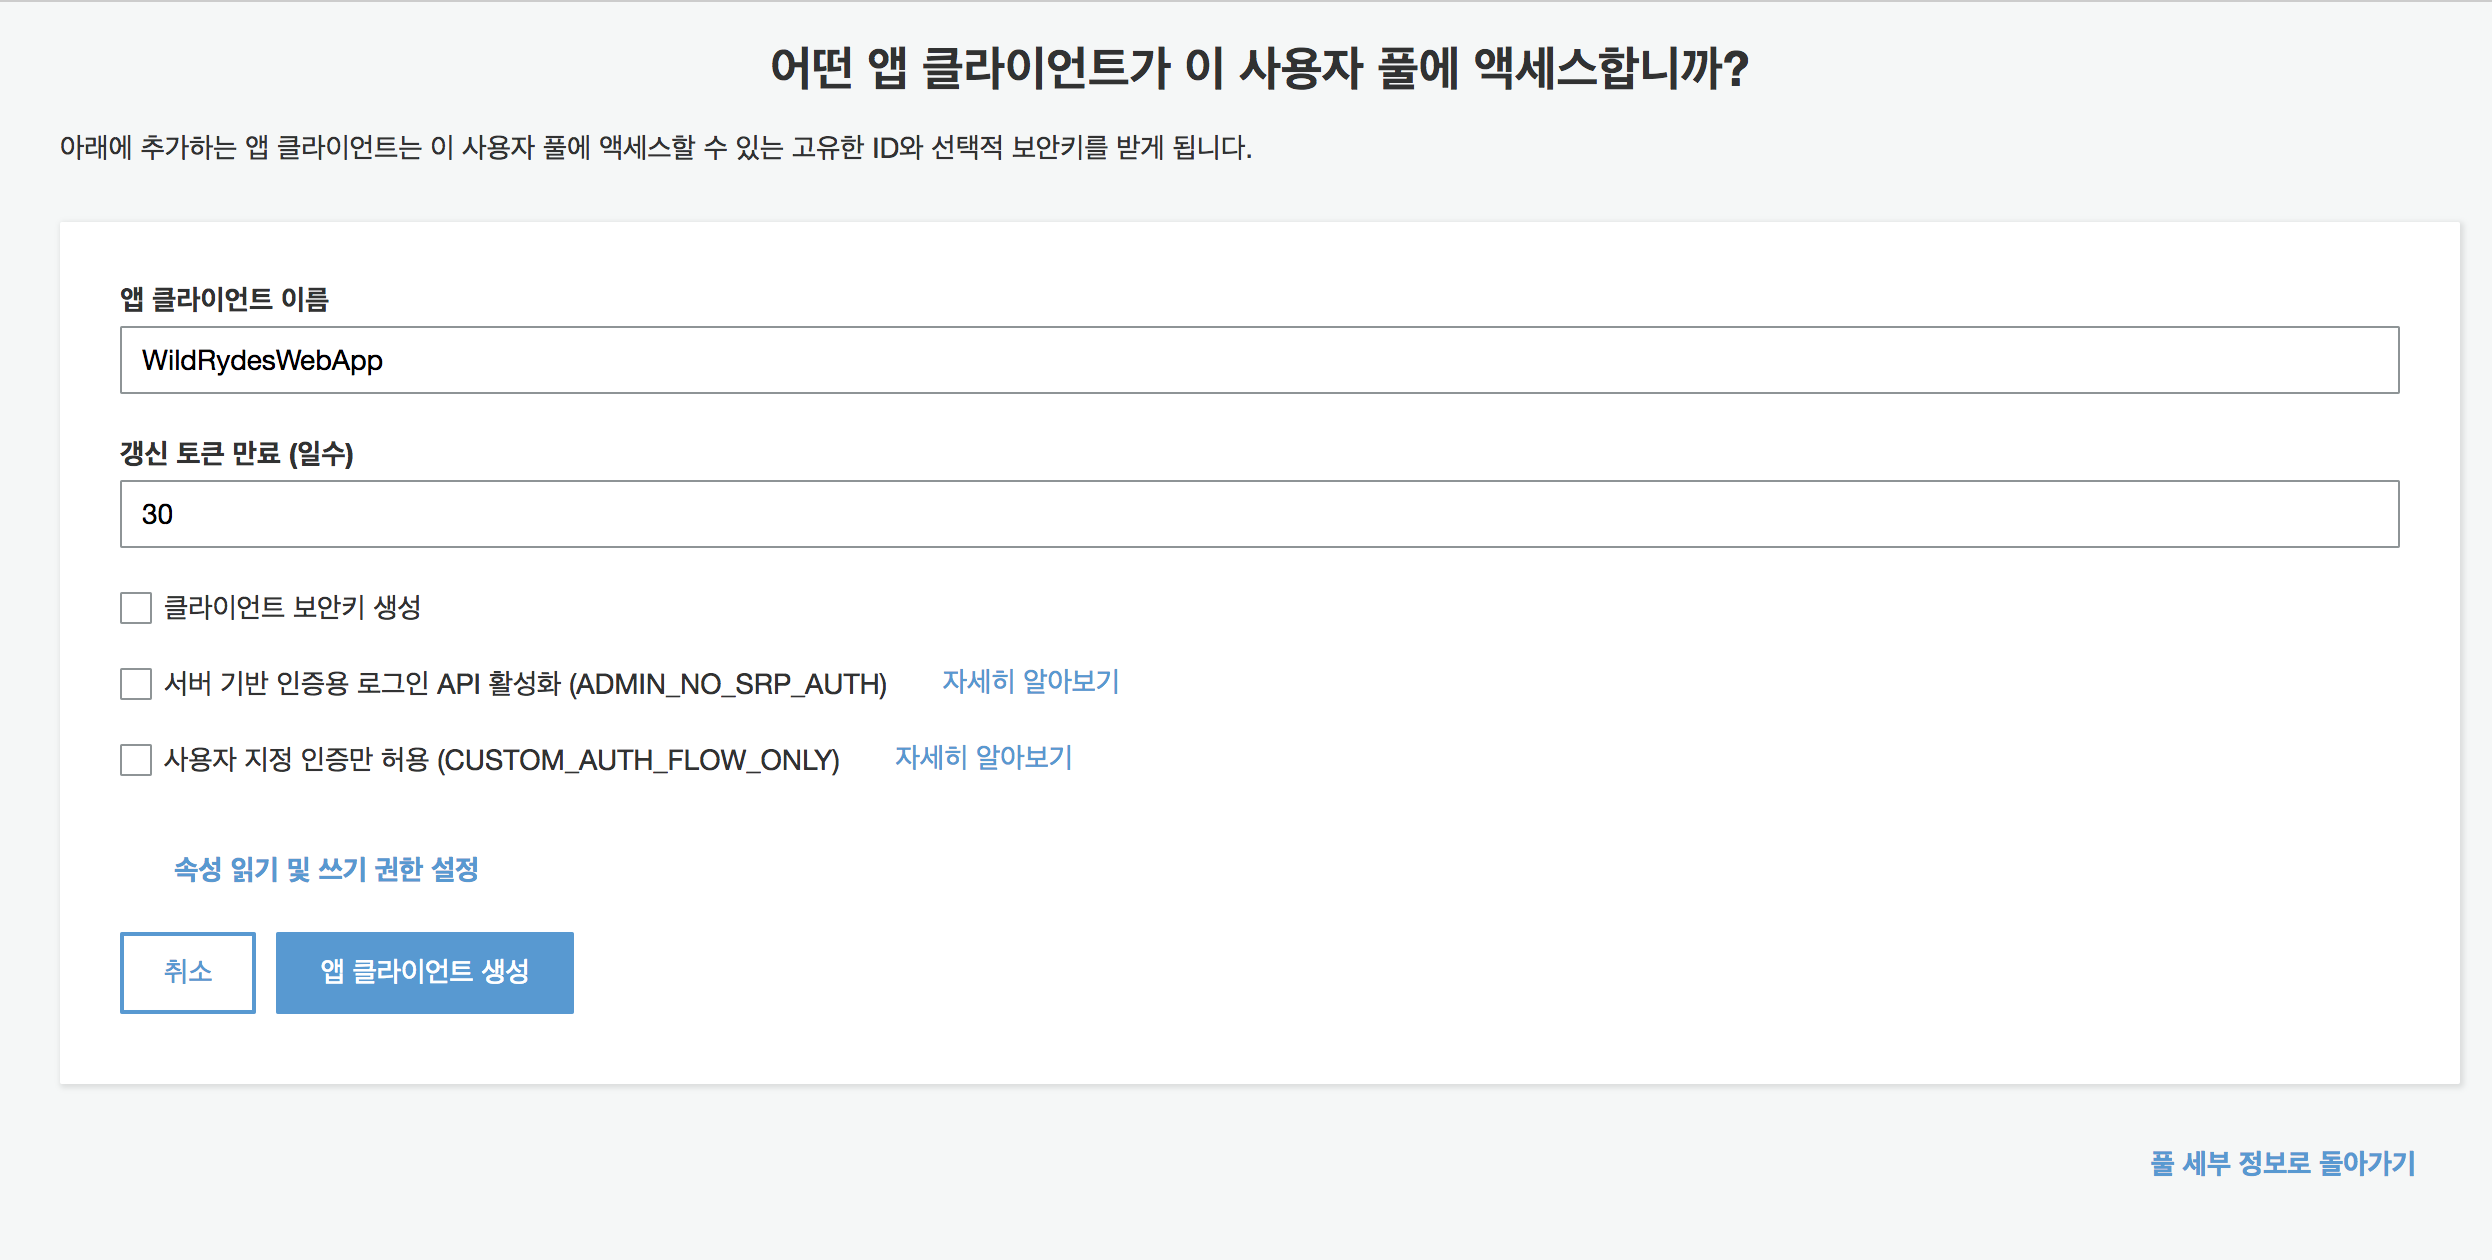 어떤 앱 클라이언트가 이 사용자 풀에 액세스합니까?
아래에 추가하는 앱 클라이언트는 이 사용자 풀에 액세스할 수 있는 고유한 ID와 선택적 보안키를 받게 됩니다.
앱 클라이언트 이름
WildRydesWebApp
갱신 토큰 만료 (일수)
30
클라이언트 보안키 생성
서버 기반 인증용 로그인 API 활성화 (ADMIN_NO_SRP_AUTH) 자세히 알아보기
사용자 지정 인증만 허용 (CUSTOM_AUTH_FLOW_ONLY) 자세히 알아보기
속성 읽기 및 쓰기 권한 설정
취소 앱 클라이언트 생성
풀 세부 정보로 돌아가기